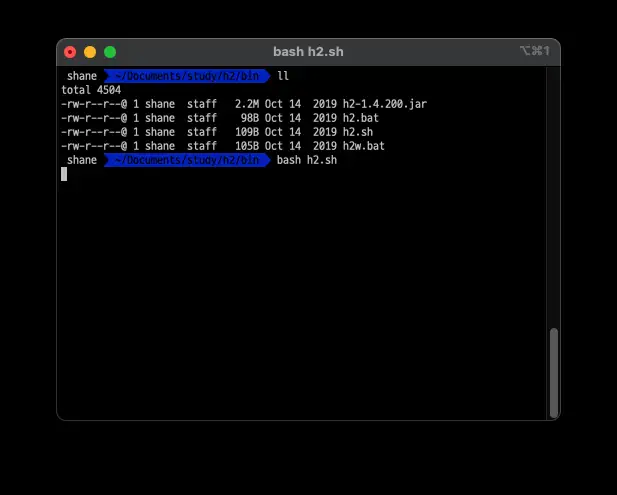 bash h2.sh ⌥⌘1
shane ~/Documents/study/h2/bin ll
total 4504
-rw-r--r--@ 1 shane staff 2.2M Oct 14 2019 h2-1.4.200.jar
-rw-r--r--@ 1 shane staff 98B Oct 14 2019 h2.bat
-rw-r--r--@ 1 shane staff 109B Oct 14 2019 h2.sh
-rw-r--r--@ 1 shane staff 105B Oct 14 2019 h2w.bat
shane ~/Documents/study/h2/bin bash h2.sh